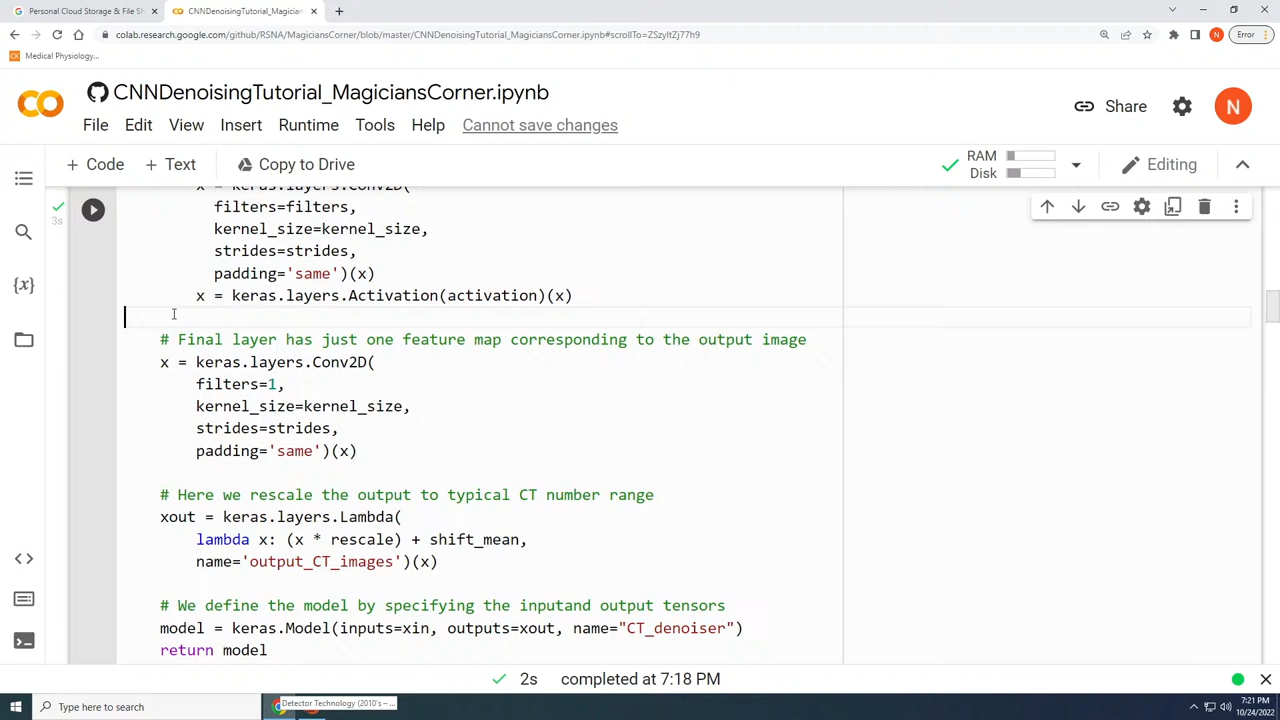 Personal Cloud Storage & File Sh
CNNDenoisingTutorial_Magician
colab.research.google.com/github/RSNA/MagiciansCorner/blob/master/CNNDenoisingTutorial_MagiciansCorner.ipynb#scrollTo=ZSzyltZj77h9
N
Error
Medical Physiology...
CNNDenoisingTutorial_MagiciansCorner.ipynb
Share
N
File Edit View Insert Runtime Tools Help Cannot save changes
+ Code + Text Copy to Drive
RAM
Disk
Editing
3s
x = keras.layers.Conv2D(
filters=filters,
kernel_size=kernel_size,
strides=strides,
padding='same')(x)
x = keras.layers.Activation(activation)(x)
# Final layer has just one feature map corresponding to the output image
x = keras.layers.Conv2D(
filters=1,
kernel_size=kernel_size,
strides=strides,
padding='same')(x)
# Here we rescale the output to typical CT number range
xout = keras.layers.Lambda(
lambda x: (x * rescale) + shift_mean,
name='output_CT_images')(x)
# We define the model by specifying the inputand output tensors
model = keras.Model(inputs=xin, outputs=xout, name="CT_denoiser")
return model
2s completed at 7:18 PM
Type here to search
Detector Technology (2010's – ...
7:21 PM
10/24/2022